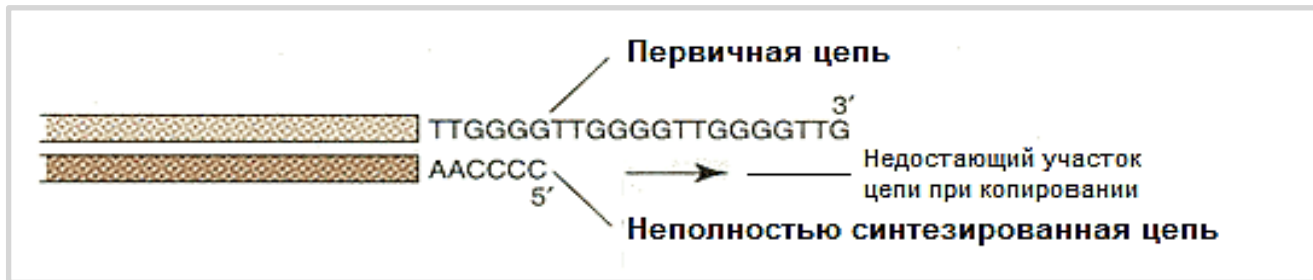 Первичная цепь
3′
TTGGGGTTGGGGTTGGGGTTG
AACCCC
5′
Недостающий участок
цепи при копировании
Неполностью синтезированная цепь